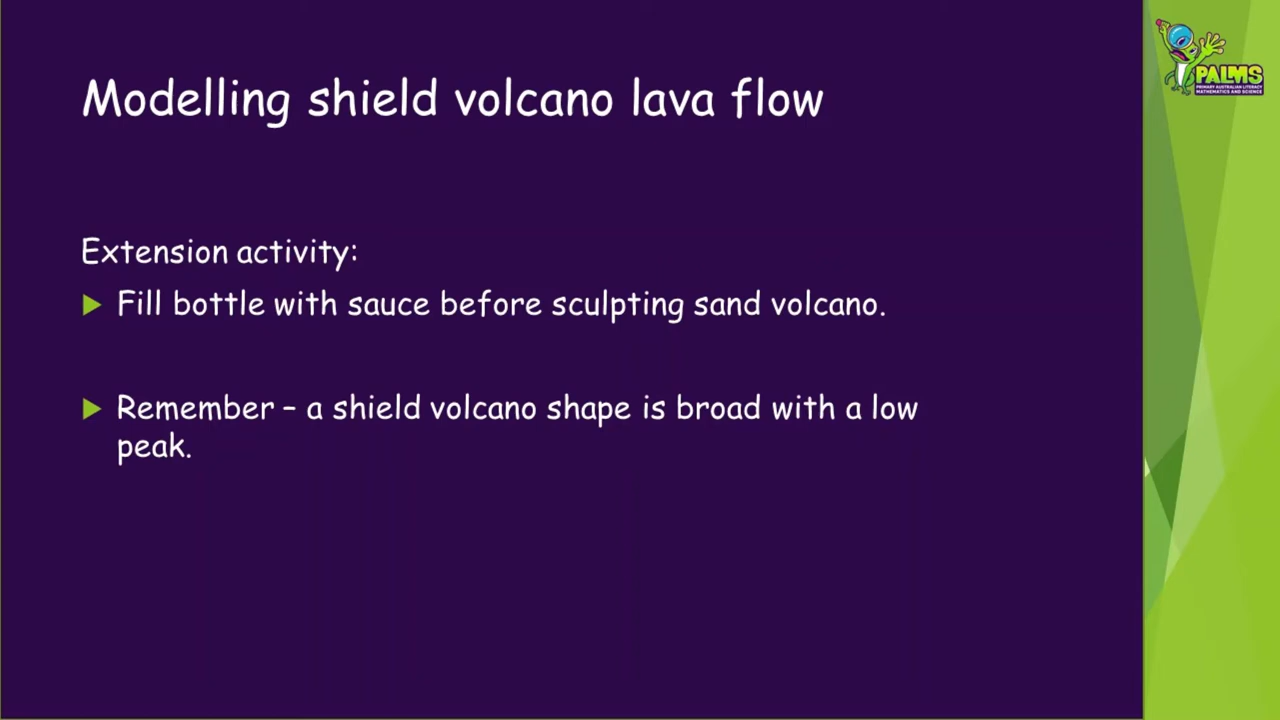 Modelling shield volcano lava flow
PALMS
PRIMARY AUSTRALIAN LITERACY
MATHEMATICS AND SCIENCE
Extension activity:
Fill bottle with sauce before sculpting sand volcano.
Remember – a shield volcano shape is broad with a low
peak.